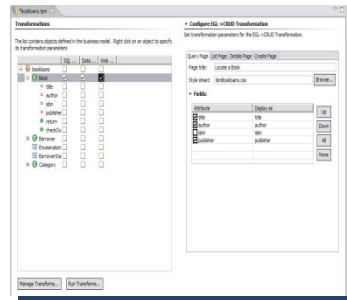 *bookloans.tpm
Transformations
The list contains objects defined in the business model. Right click on an object to specify
its transformation parameters
SQL ... Data ... Web ...
bookloans
Book
title
author
isbn
publisher
return
checkOu
Borrower
Enumeration
BorrowerSta
Category
Manage Transforms... Run Transforms...
Configure EGL->CRUD Transformation
Set transformation parameters for the EGL->CRUD Transformation.
Query Page List Page Details Page Create Page
Page title: Locate eBook
Style sheet: Browse...
Fields:
Attribute Display as
title title
author author
isbn isbn
publisher publisher
Up
Down
All
None